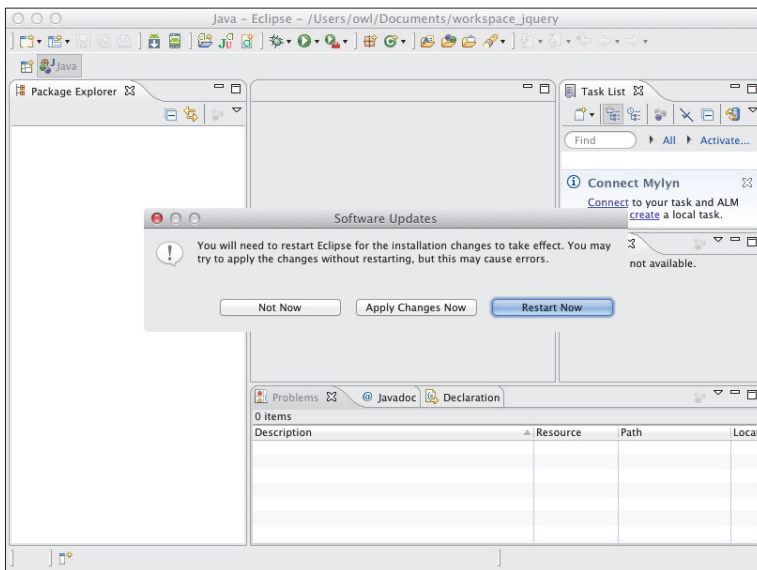 Java – Eclipse – /Users/owl/Documents/workspace_jquery
Java
Package Explorer
Task List
Find
All
Activate...
Connect Mylyn
Connect to your task and ALM
create a local task.
Software Updates
You will need to restart Eclipse for the installation changes to take effect. You may
try to apply the changes without restarting, but this may cause errors.
not available.
Not Now
Apply Changes Now
Restart Now
Problems
@ Javadoc
Declaration
0 items
Description
Resource
Path